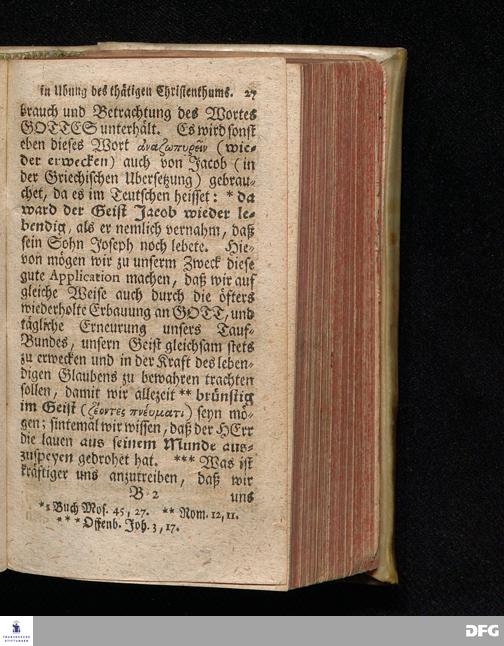 in Ubung des thätigen Christenthums. 27
brauch und Betrachtung des Wortes
GOTTES unterhält. Es wird sonst
eben dieses Wort ἀναζωπυρεῖν (wie-
der erwecken) auch von Jacob (in
der Griechischen Ubersetzung) gebrau-
chet, da es im Teutschen heisset: * da
ward der Geist Jacob wieder le-
bendig, als er nemlich vernahm, daß
sein Sohn Joseph noch lebete. Hie-
von mögen wir zu unserm Zweck diese
gute Application machen, daß wir auf
gleiche Weise auch durch die öfters
wiederholte Erbauung an GOTT, und
tägliche Erneurung unsers Tauf-
Bundes, unsern Geist gleichsam stets
zu erwecken und in der Kraft des leben-
digen Glaubens zu bewahren trachten
sollen, damit wir allezeit ** brünstig
im Geist (ζέοντες πνέυματι) seyn mö-
gen; sintemal wir wissen, daß der HErr
die lauen aus seinem Munde aus-
zuspeyen gedrohet hat. *** Was ist
kräftiger uns anzutreiben, daß wir
B 2 uns
*1 Buch Mos. 45, 27. ** Rom. 12, 11.
*** Offenb. Joh. 3, 17.
FRANCKESCHE
STIFTUNGEN
DFG